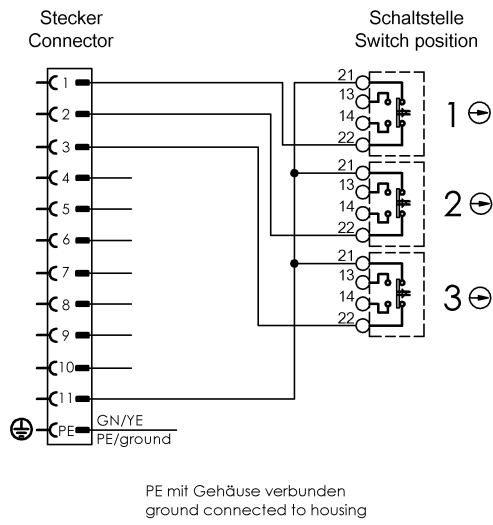 Stecker
Connector
Schaltstelle
Switch position
1
2
3
4
5
6
7
8
9
10
11
PE
GN/YE
PE/ground
21
13
14
22
1
21
13
14
22
2
21
13
14
22
3
PE mit Gehäuse verbunden
ground connected to housing